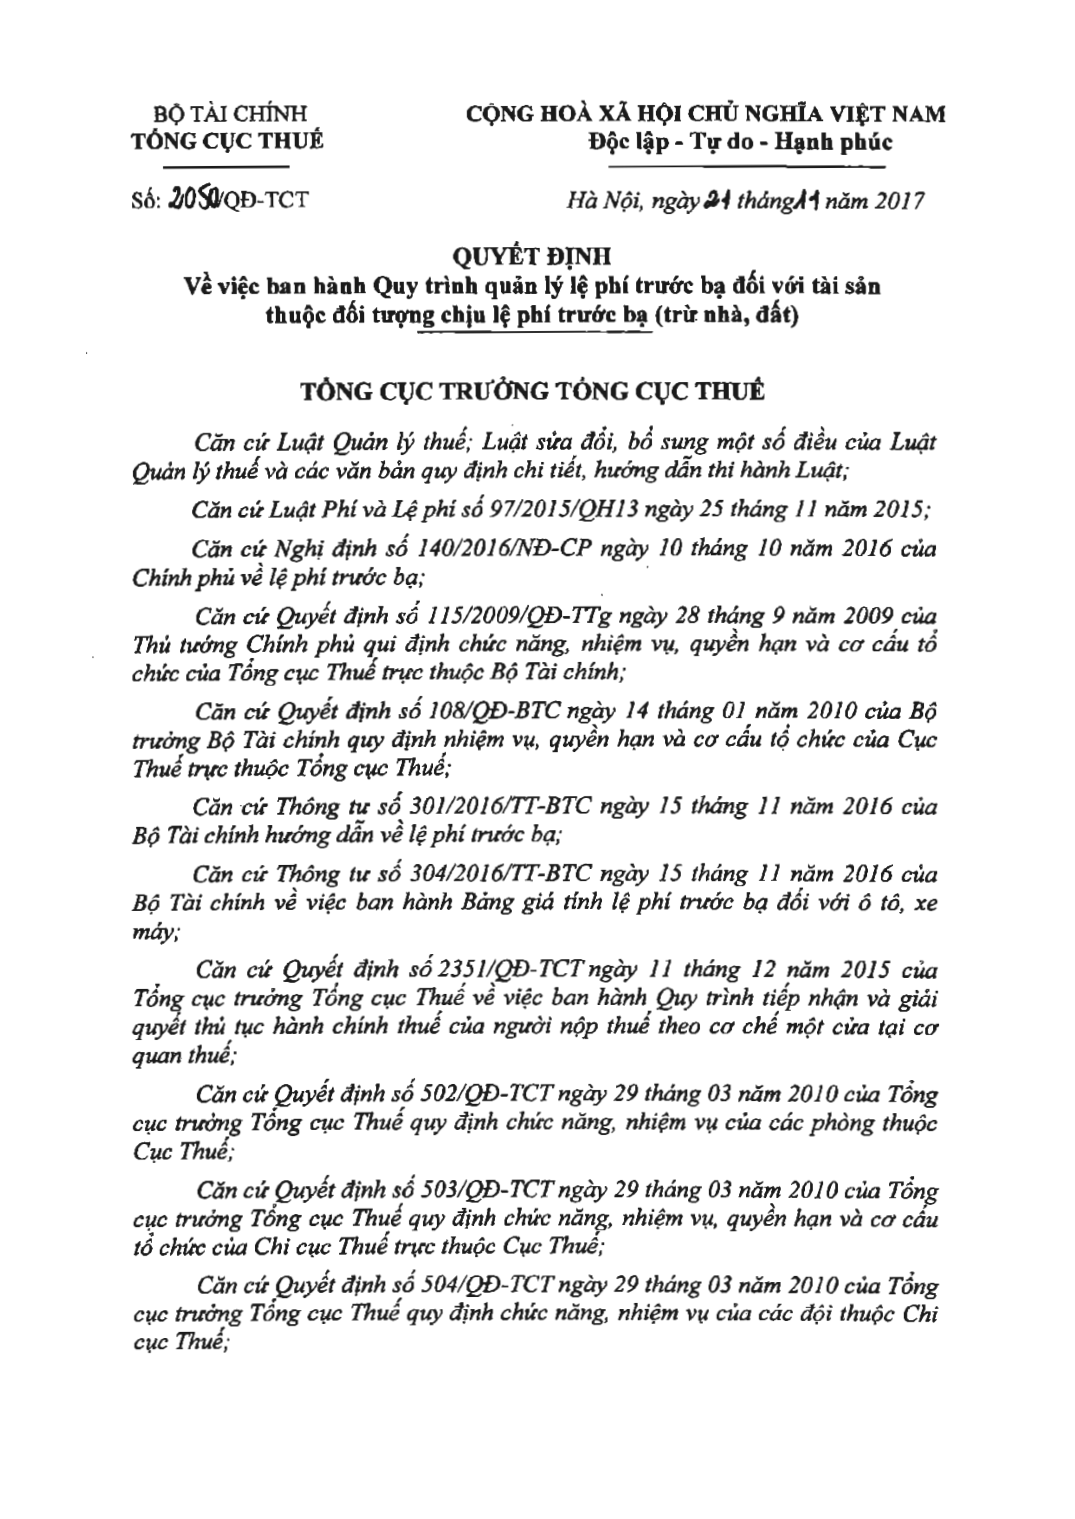 BỘ TÀI CHÍNH
TỔNG CỤC THUẾ
Số: 2050/QĐ-TCT
CỘNG HOÀ XÃ HỘI CHỦ NGHĨA VIỆT NAM
Độc lập - Tự do - Hạnh phúc
Hà Nội, ngày 21 tháng 11 năm 2017
QUYẾT ĐỊNH
Về việc ban hành Quy trình quản lý lệ phí trước bạ đối với tài sản
thuộc đối tượng chịu lệ phí trước bạ (trừ nhà, đất)
TỔNG CỤC TRƯỞNG TỔNG CỤC THUẾ
Căn cứ Luật Quản lý thuế; Luật sửa đổi, bổ sung một số điều của Luật
Quản lý thuế và các văn bản quy định chi tiết, hướng dẫn thi hành Luật;
Căn cứ Luật Phí và Lệ phí số 97/2015/QH13 ngày 25 tháng 11 năm 2015;
Căn cứ Nghị định số 140/2016/NĐ-CP ngày 10 tháng 10 năm 2016 của
Chính phủ về lệ phí trước bạ;
Căn cứ Quyết định số 115/2009/QĐ-TTg ngày 28 tháng 9 năm 2009 của
Thủ tướng Chính phủ qui định chức năng, nhiệm vụ, quyền hạn và cơ cấu tổ
chức của Tổng cục Thuế trực thuộc Bộ Tài chính;
Căn cứ Quyết định số 108/QĐ-BTC ngày 14 tháng 01 năm 2010 của Bộ
trưởng Bộ Tài chính quy định nhiệm vụ, quyền hạn và cơ cấu tổ chức của Cục
Thuế trực thuộc Tổng cục Thuế;
Căn cứ Thông tư số 301/2016/TT-BTC ngày 15 tháng 11 năm 2016 của
Bộ Tài chính hướng dẫn về lệ phí trước bạ;
Căn cứ Thông tư số 304/2016/TT-BTC ngày 15 tháng 11 năm 2016 của
Bộ Tài chính về việc ban hành Bảng giá tính lệ phí trước bạ đối với ô tô, xe
máy;
Căn cứ Quyết định số 2351/QĐ-TCT ngày 11 tháng 12 năm 2015 của
Tổng cục trưởng Tổng cục Thuế về việc ban hành Quy trình tiếp nhận và giải
quyết thủ tục hành chính thuế của người nộp thuế theo cơ chế một cửa tại cơ
quan thuế;
Căn cứ Quyết định số 502/QĐ-TCT ngày 29 tháng 03 năm 2010 của Tổng
cục trưởng Tổng cục Thuế quy định chức năng, nhiệm vụ của các phòng thuộc
Cục Thuế;
Căn cứ Quyết định số 503/QĐ-TCT ngày 29 tháng 03 năm 2010 của Tổng
cục trưởng Tổng cục Thuế quy định chức năng, nhiệm vụ, quyền hạn và cơ cấu
tổ chức của Chi cục Thuế trực thuộc Cục Thuế;
Căn cứ Quyết định số 504/QĐ-TCT ngày 29 tháng 03 năm 2010 của Tổng
cục trưởng Tổng cục Thuế quy định chức năng, nhiệm vụ của các đội thuộc Chi
cục Thuế;